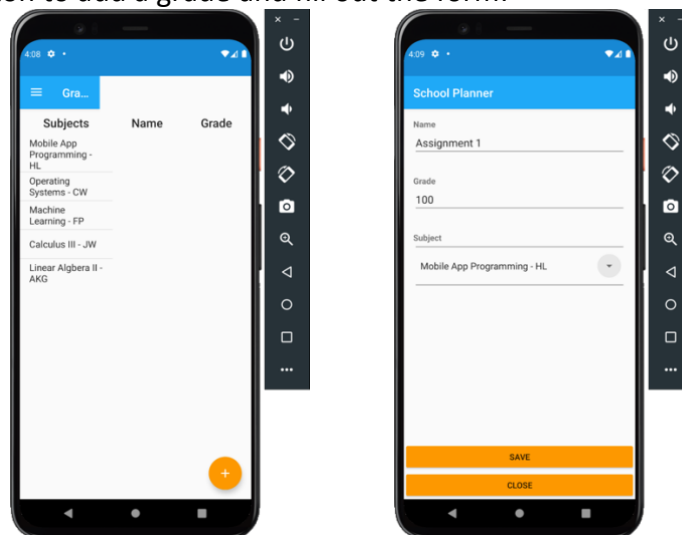 to add a grade and fill out the form.
4:08
Gra...
Subjects Name Grade
Mobile App
Programming -
HL
Operating
Systems - CW
Machine
Learning - FP
Calculus III - JW
Linear Algbera II -
AKG
+
4:09
School Planner
Name
Assignment 1
Grade
100
Subject
Mobile App Programming - HL
SAVE
CLOSE